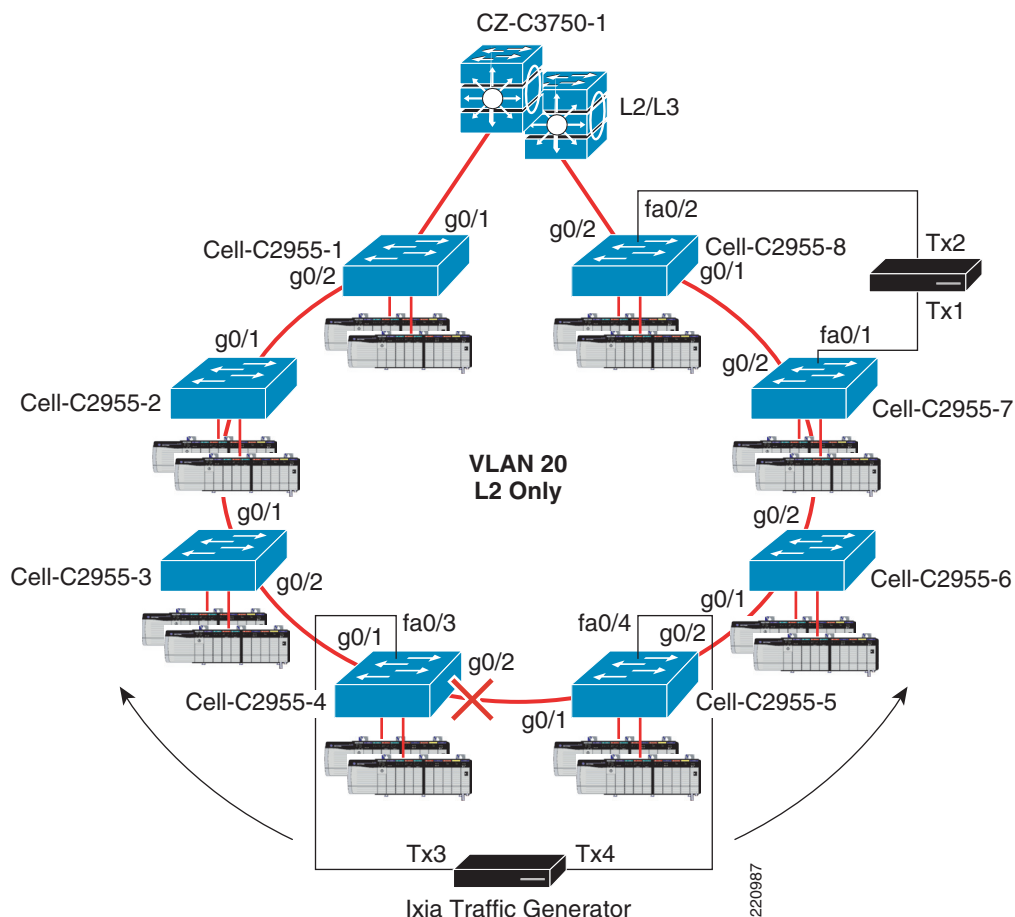 CZ-C3750-1
L2/L3
g0/1
Cell-C2955-1
g0/2
g0/2
fa0/2
Cell-C2955-8
g0/1
Tx2
Tx1
g0/1
Cell-C2955-2
g0/2
fa0/1
Cell-C2955-7
VLAN 20
L2 Only
g0/1
Cell-C2955-3
g0/2
g0/2
Cell-C2955-6
g0/1
fa0/3
g0/1
g0/2
Cell-C2955-4
fa0/4
g0/2
g0/1
Cell-C2955-5
Tx3
Tx4
Ixia Traffic Generator
220987